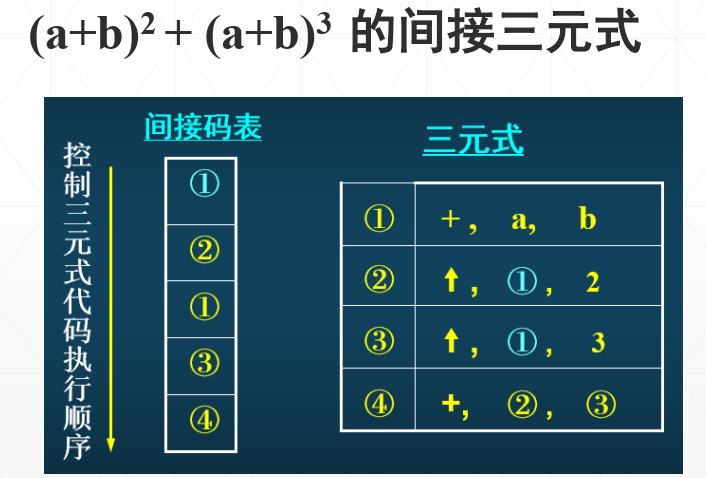 (a+b)² + (a+b)³ 的间接三元式
控制三元式代码执行顺序
间接码表
①
②
①
③
④
三元式
① +, a, b
② ↑, ①, 2
③ ↑, ①, 3
④ +, ②, ③